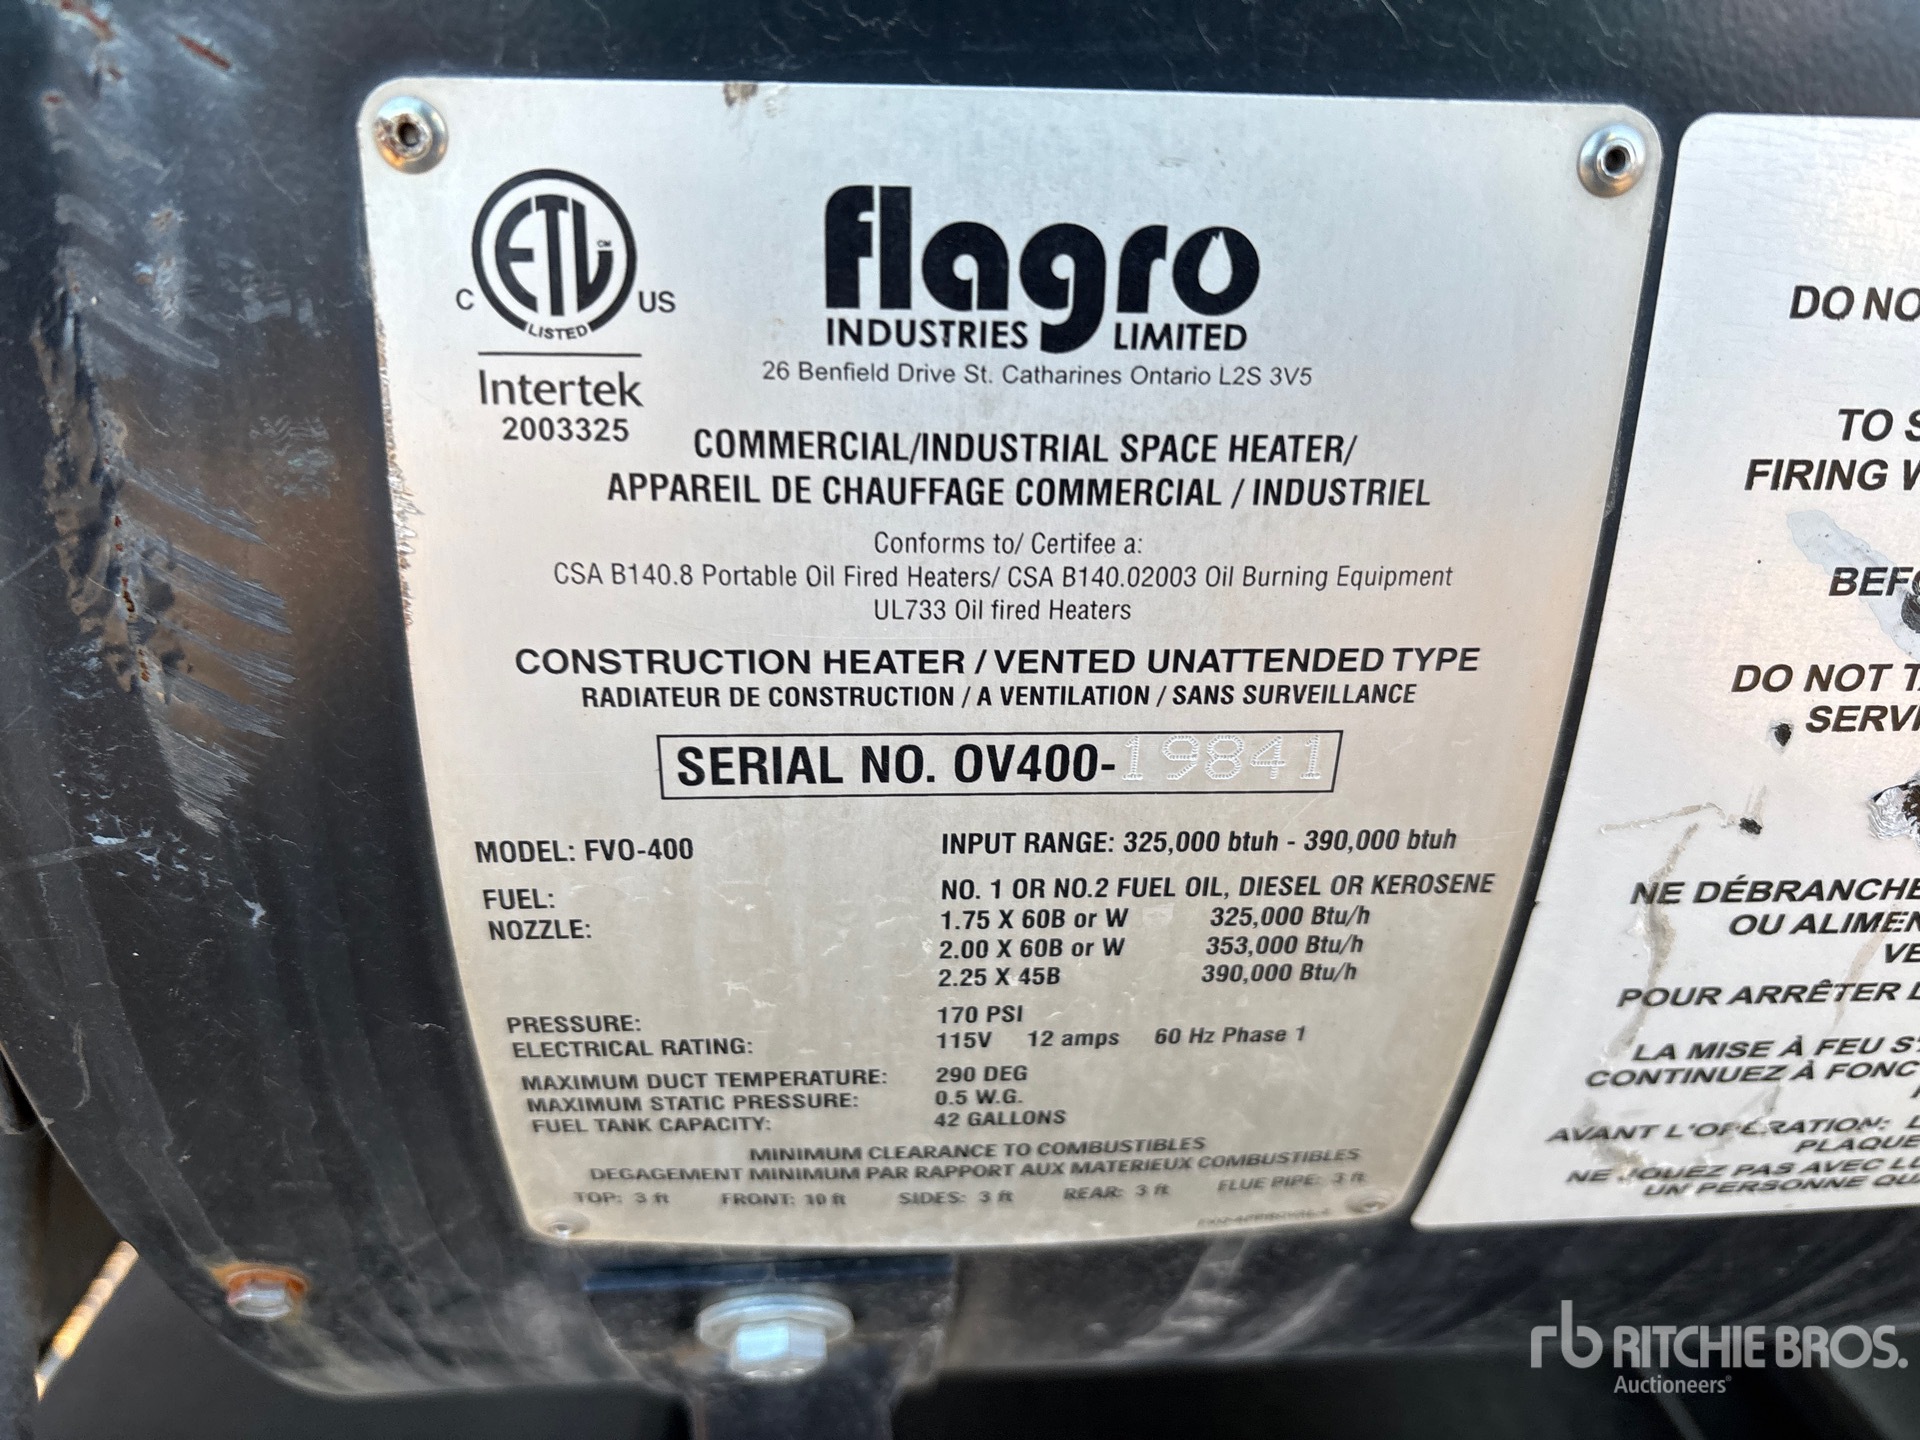 C ETL CM US
LISTED
Intertek
2003325
flagro
INDUSTRIES LIMITED
26 Benfield Drive St. Catharines Ontario L2S 3V5
COMMERCIAL/INDUSTRIAL SPACE HEATER/
APPAREIL DE CHAUFFAGE COMMERCIAL / INDUSTRIEL
Conforms to/ Certifee a:
CSA B140.8 Portable Oil Fired Heaters/ CSA B140.02003 Oil Burning Equipment
UL733 Oil fired Heaters
CONSTRUCTION HEATER / VENTED UNATTENDED TYPE
RADIATEUR DE CONSTRUCTION / A VENTILATION / SANS SURVEILLANCE
SERIAL NO. OV400-19841
MODEL: FVO-400 INPUT RANGE: 325,000 btuh - 390,000 btuh
FUEL: NO. 1 OR NO.2 FUEL OIL, DIESEL OR KEROSENE
NOZZLE: 1.75 X 60B or W 325,000 Btu/h
2.00 X 60B or W 353,000 Btu/h
2.25 X 45B 390,000 Btu/h
PRESSURE: 170 PSI
ELECTRICAL RATING: 115V 12 amps 60 Hz Phase 1
MAXIMUM DUCT TEMPERATURE: 290 DEG
MAXIMUM STATIC PRESSURE: 0.5 W.G.
FUEL TANK CAPACITY: 42 GALLONS
MINIMUM CLEARANCE TO COMBUSTIBLES
DEGAGEMENT MINIMUM PAR RAPPORT AUX MATERIEUX COMBUSTIBLES
TOP: 3 ft FRONT: 10 ft SIDES: 3 ft REAR: 3 ft FLUE PIPE: 3 ft
DO NO
TO S
FIRING W
BEFO
DO NOT TA
SERVI
NE DÉBRANCHE
OU ALIMEN
VE
POUR ARRÊTER L
LA MISE À FEU S'
CONTINUEZ À FONC
AVANT L'OPÉRATION: L
PLAQUE
NE JOUEZ PAS AVEC LU
UN PERSONNE QUA
rb RITCHIE BROS.
Auctioneers